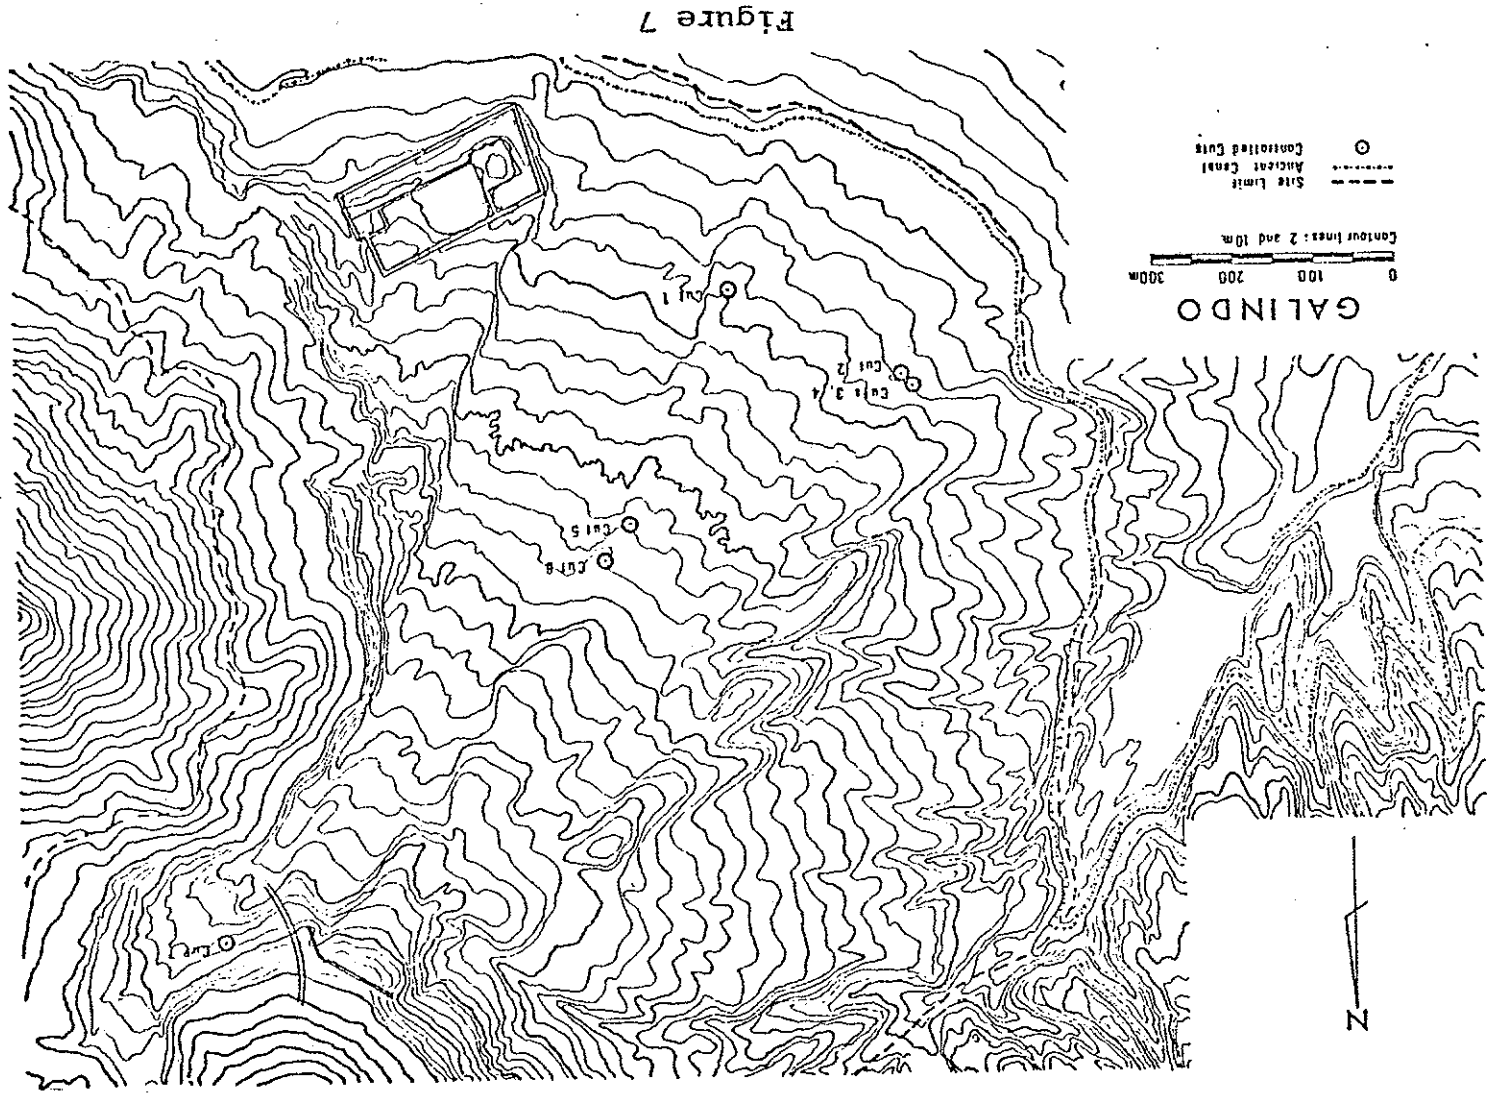 N
GALINDO
0 100 200 300m
Contour lines: 2 and 10m.
Site Limit
Ancient Canal
Controlled Cuts
Cut 7
Cut 6
Cut 5
Cuts 3, 4
Cut 2
Cut 1
Figure 7